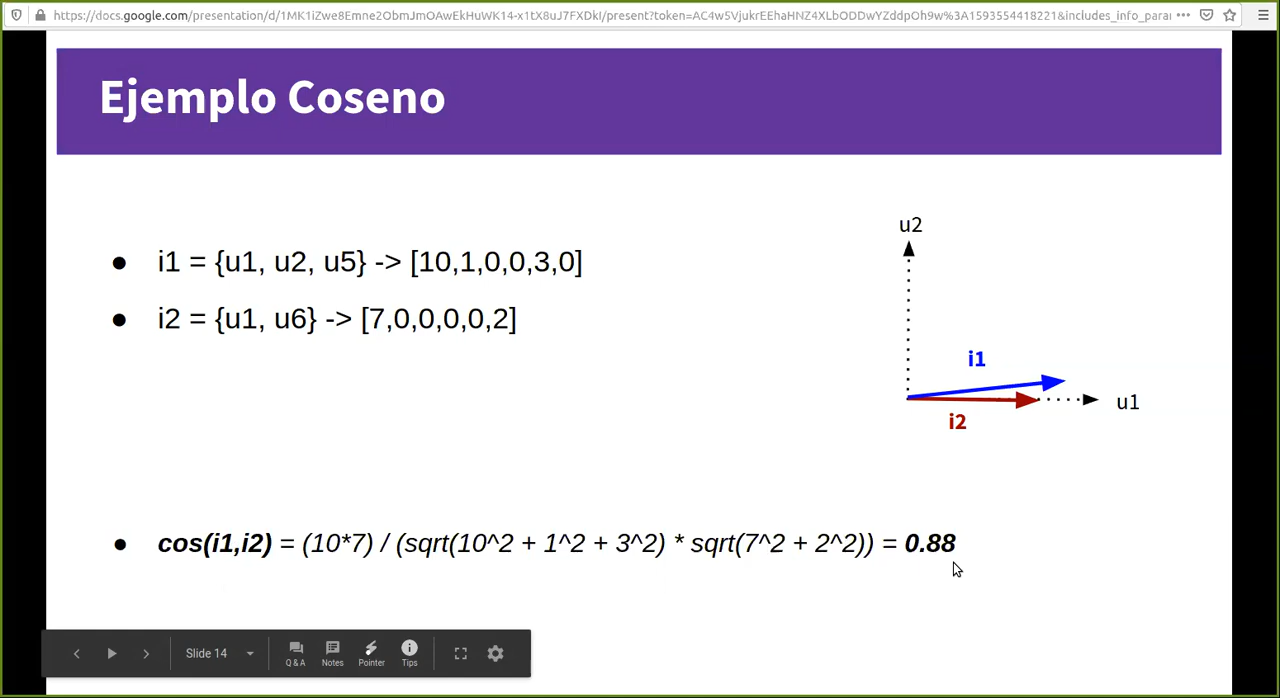 https://docs.google.com/presentation/d/1MK1iZwe8Emne2ObmJmOAwEkHuWK14-x1tX8uJ7FXDkI/present?token=AC4w5VjukrEEhaHNZ4XLbODDwYZddpOh9w%3A1593554418221&includes_info_parar
Ejemplo Coseno
u2
● i1 = {u1, u2, u5} -> [10,1,0,0,3,0]
● i2 = {u1, u6} -> [7,0,0,0,0,2]
i1
u1
i2
● cos(i1,i2) = (10*7) / (sqrt(10^2 + 1^2 + 3^2) * sqrt(7^2 + 2^2)) = 0.88
Slide 14
Q & A Notes Pointer Tips